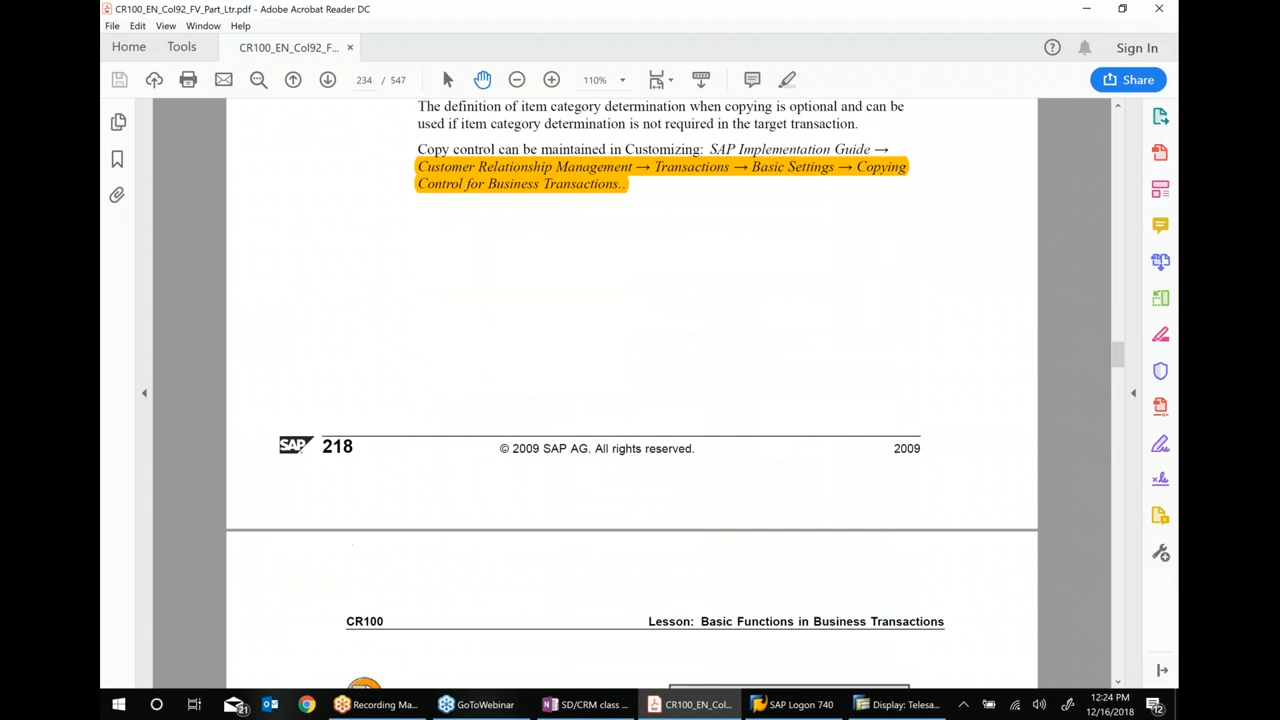 CR100_EN_Col92_FV_Part_Ltr.pdf - Adobe Acrobat Reader DC
File Edit View Window Help
Home Tools CR100_EN_Col92_F... × Sign In
234 / 547 110% Share
The definition of item category determination when copying is optional and can be
used if item category determination is not required in the target transaction.
Copy control can be maintained in Customizing: SAP Implementation Guide →
Customer Relationship Management → Transactions → Basic Settings → Copying
Control for Business Transactions..
SAP 218 © 2009 SAP AG. All rights reserved. 2009
CR100 Lesson: Basic Functions in Business Transactions
21 Recording Ma... GoToWebinar SD/CRM class ... CR100_EN_Col... SAP Logon 740 Display: Telesa... 12:24 PM
12/16/2018 12